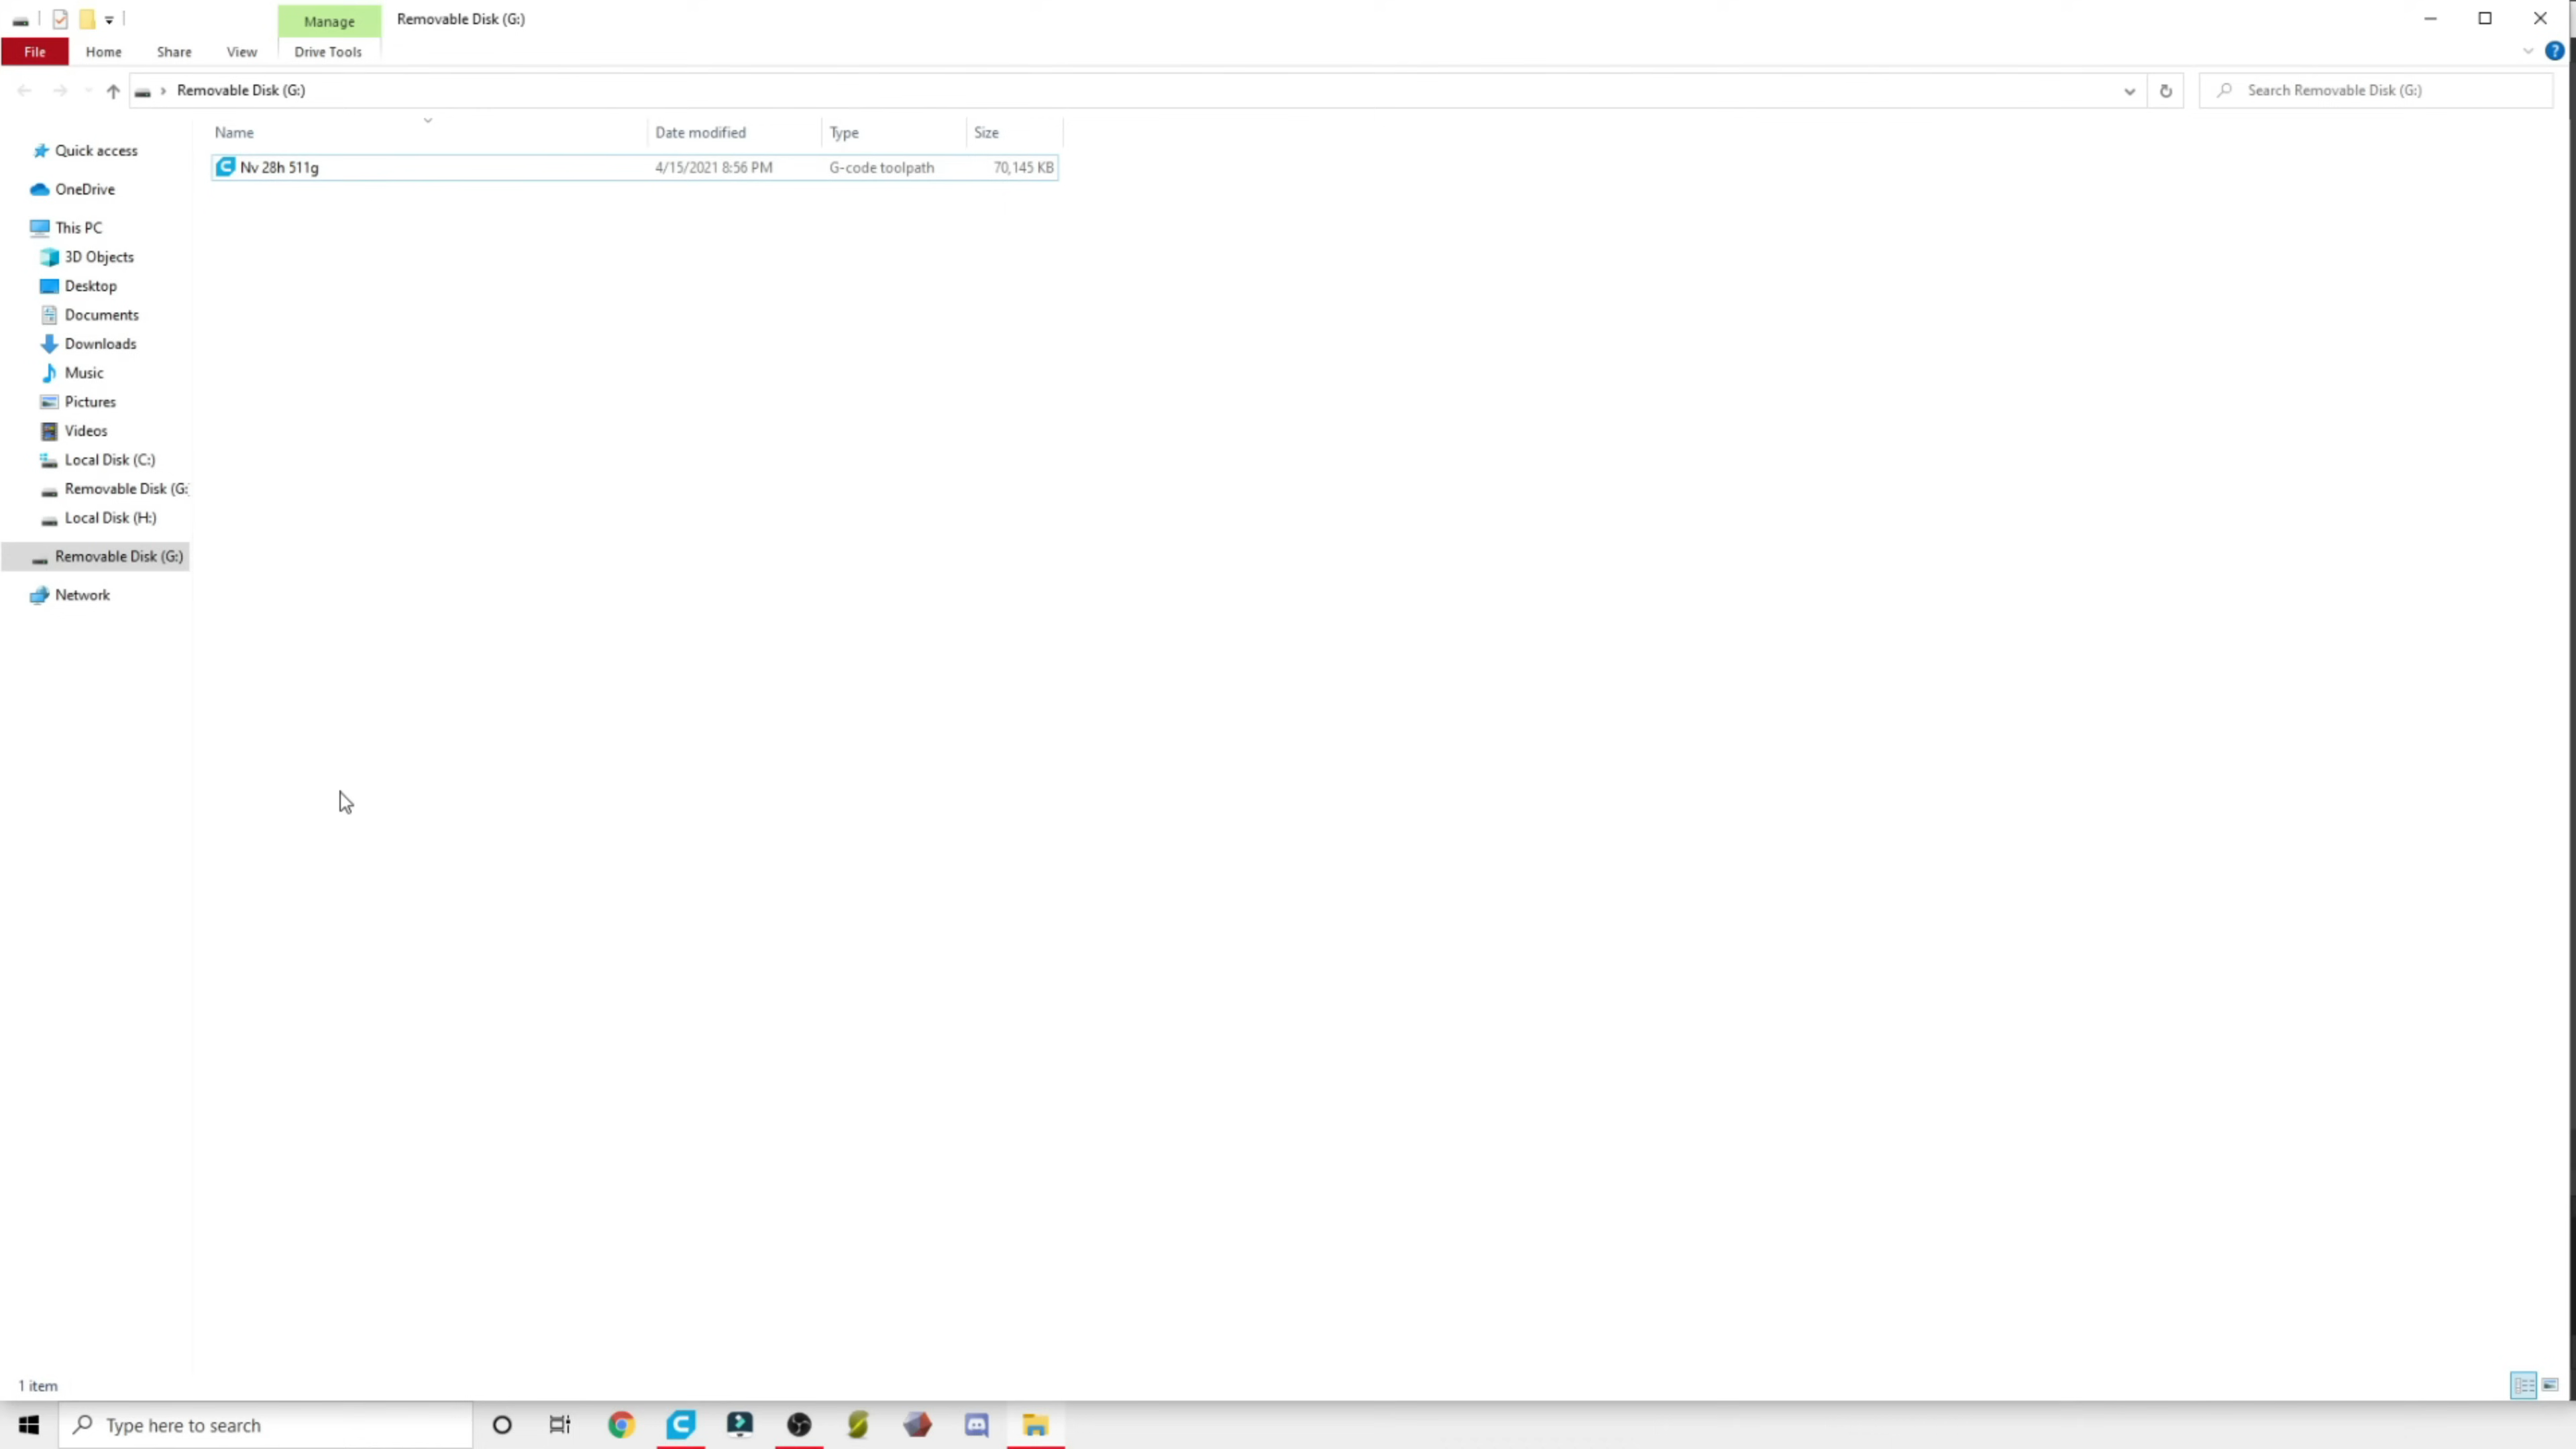 Manage
Removable Disk (G:)
File
Home
Share
View
Drive Tools
Removable Disk (G:)
Search Removable Disk (G:)
Name
Date modified
Type
Size
Nv 28h 511g
4/15/2021 8:56 PM
G-code toolpath
70,145 KB
Quick access
OneDrive
This PC
3D Objects
Desktop
Documents
Downloads
Music
Pictures
Videos
Local Disk (C:)
Removable Disk (G:
Local Disk (H:)
Removable Disk (G:)
Network
1 item
Type here to search